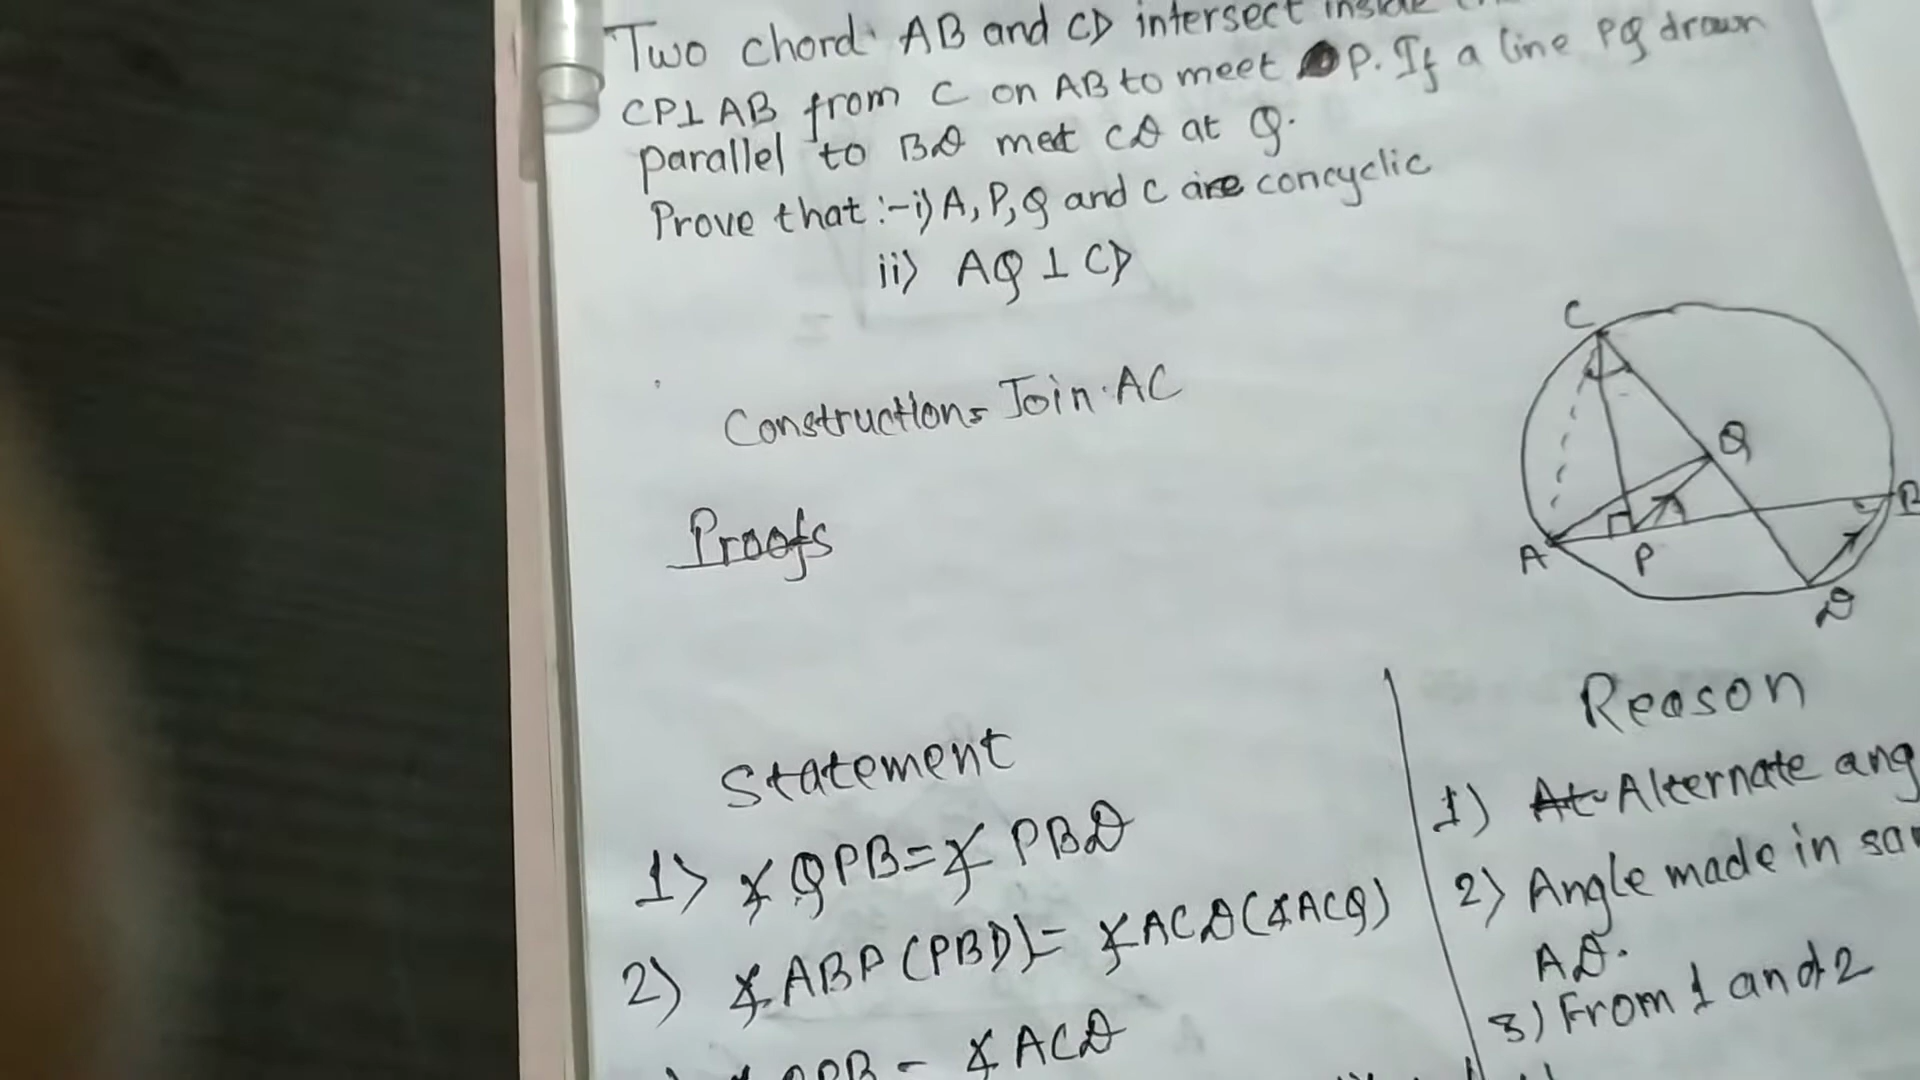 Two chord AB and CD intersect inside
CP⊥AB from C on AB to meet P. If a line PQ drawn
parallel to BD met CD at Q.
Prove that :- i) A, P, Q and C are concyclic
ii) AQ ⊥ CD
Construction= Join AC
C
Q
B
A
P
D
Proofs
Statement
Reason
1) ∡QPB=∡PBD
1) Alternate ang
2) ∡ABD (PBD)= ∡ACD(∡ACQ)
2) Angle made in sa
AD.
∡ACD
3) From 1 and 2